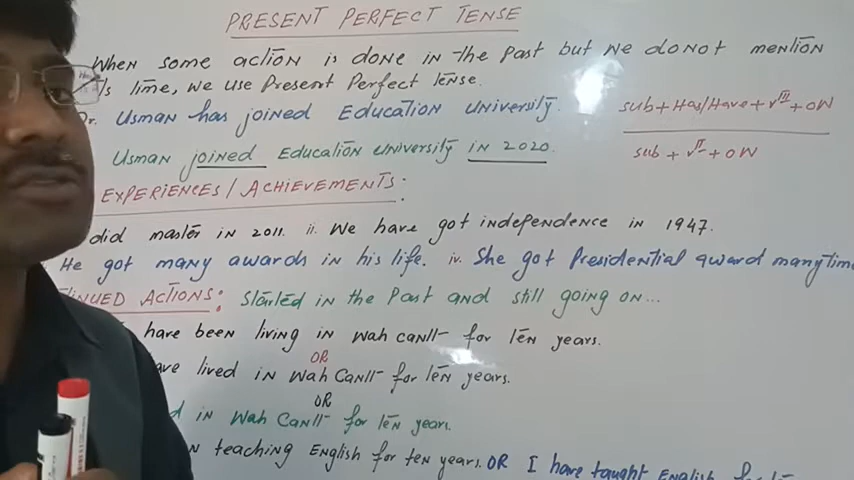 PRESENT PERFECT TENSE
When some action is done in the past but we donot mention
its time, we use Present Perfect tense.
Dr. Usman has joined Education University.
sub + Has/Have + V III + OW
Usman joined Education University in 2020.
sub + V II + OW
EXPERIENCES / ACHIEVEMENTS:
did master in 2011. ii. We have got independence in 1947.
He got many awards in his life. iv. She got Presidential award many time
ACTIONS: Started in the Past and still going on...
have been living in Wah Cantt for ten years.
OR
lived in Wah Cantt for ten years.
OR
in Wah Cantt for ten years.
teaching English for ten years. OR I have taught English